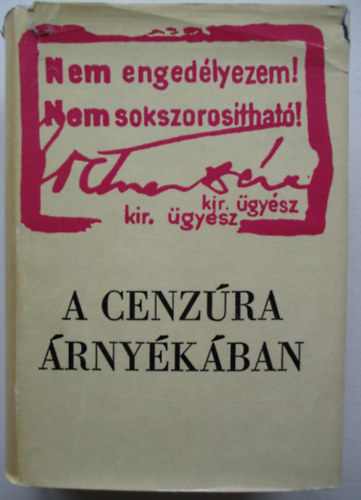 Nem engedélyezem!
Nem sokszorosítható!
kir. ügyész
kir. ügyész
A CENZÚRA
ÁRNYÉKÁBAN